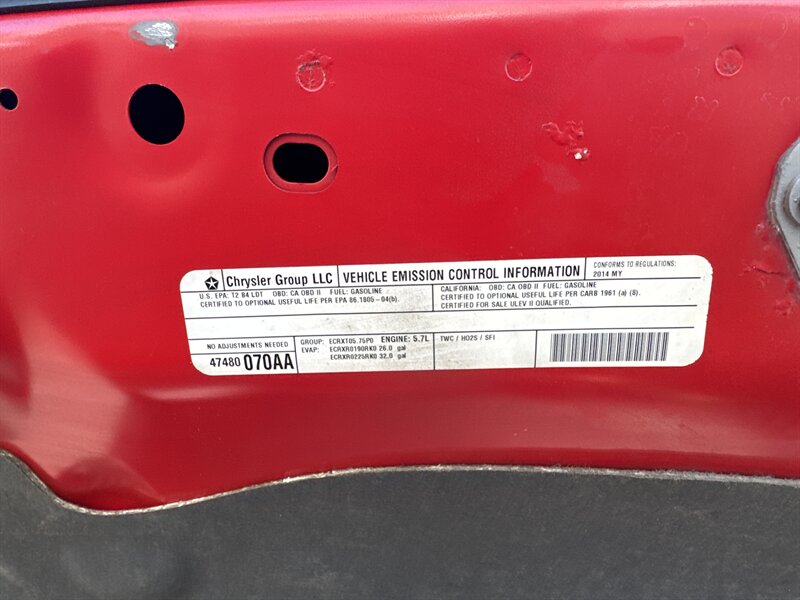 Chrysler Group LLC
VEHICLE EMISSION CONTROL INFORMATION
CONFORMS TO REGULATIONS:
2014 MY
U.S. EPA: T2 B4 LDT OBD: CA OBD II FUEL: GASOLINE
CERTIFIED TO OPTIONAL USEFUL LIFE PER EPA 86.1805-04(b).
CALIFORNIA: OBD: CA OBD II FUEL: GASOLINE
CERTIFIED TO OPTIONAL USEFUL LIFE PER CARB 1961 (a) (8).
CERTIFIED FOR SALE ULEV II QUALIFIED.
NO ADJUSTMENTS NEEDED
47480 070AA
GROUP: ECRXT05.75P0 ENGINE: 5.7L
EVAP: ECRXR0190RK0 26.0 gal
ECRXR0225RK0 32.0 gal
TWC / HO2S / SFI